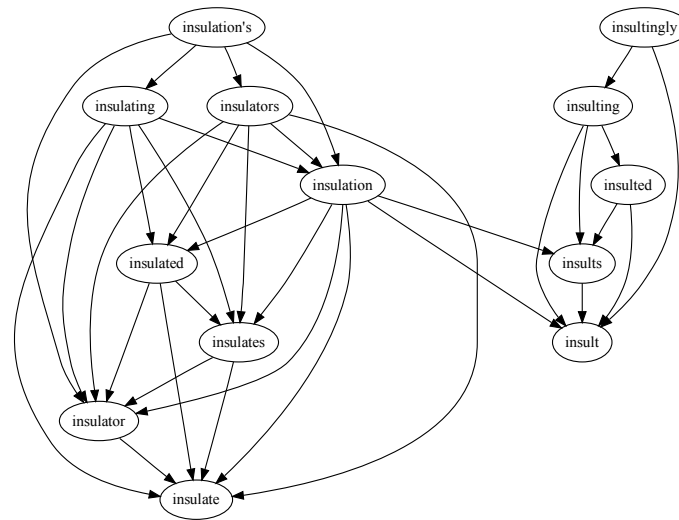 insulation's
insultingly
insulating
insulators
insulting
insulation
insulted
insulated
insults
insulates
insult
insulator
insulate